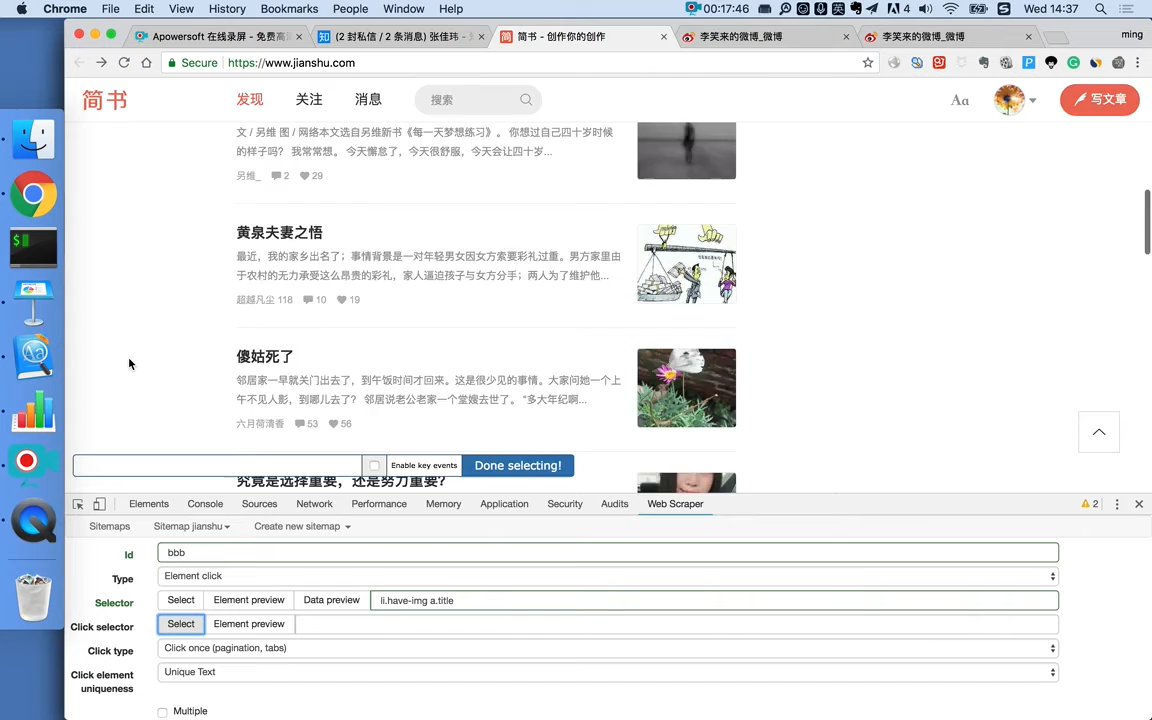 Chrome File Edit View History Bookmarks People Window Help 00:17:46 英 4 Wed 14:37
Apowersoft 在线录屏 - 免费高清 (2 封私信 / 2 条消息) 张佳玮 - 简书 - 创作你的创作 李笑来的微博_微博 李笑来的微博_微博 ming
Secure https://www.jianshu.com
简书 发现 关注 消息 搜索 Aa 写文章
文 / 另维 图 / 网络本文选自另维新书《每一天梦想练习》。 你想过自己四十岁时候
的样子吗？ 我常常想。 今天懈怠了，今天很舒服，今天会让四十岁...
另维_ 2 29
黄泉夫妻之悟
最近，我的家乡出名了；事情背景是一对年轻男女因女方索要彩礼过重。男方家里由
于农村的无力承受这么昂贵的彩礼，家人逼迫孩子与女方分手；两人为了维护他...
超越凡尘 118 10 19
傻姑死了
邻居家一早就关门出去了，到午饭时间才回来。这是很少见的事情。大家问她一个上
午不见人影，到哪儿去了？ 邻居说老公老家一个堂嫂去世了。 “多大年纪啊...
六月荷清香 53 56
究竟是选择重要，还是努力重要？
Enable key events Done selecting!
Elements Console Sources Network Performance Memory Application Security Audits Web Scraper 2
Sitemaps Sitemap jianshu Create new sitemap
Id bbb
Type Element click
Selector Select Element preview Data preview li.have-img a.title
Click selector Select Element preview
Click type Click once (pagination, tabs)
Click element uniqueness Unique Text
Multiple